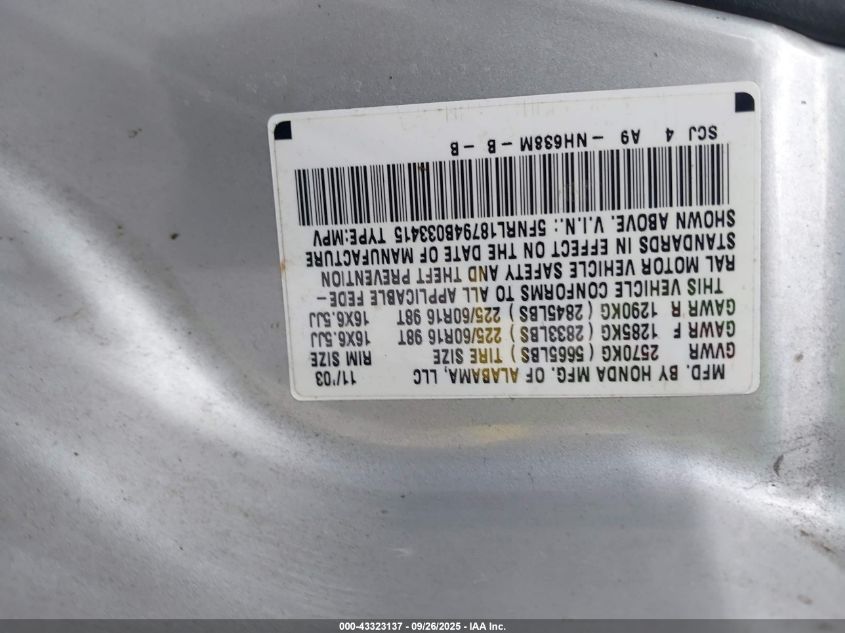 MFD. BY HONDA MFG. OF ALABAMA, LLC 11/'03
GVWR 2570KG ( 5665LBS ) TIRE SIZE RIM SIZE
GAWR F 1285KG ( 2833LBS ) 225/60R16 98T 16X6.5JJ
GAWR R 1290KG ( 2845LBS ) 225/60R16 98T 16X6.5JJ
THIS VEHICLE CONFORMS TO ALL APPLICABLE FEDE-
RAL MOTOR VEHICLE SAFETY AND THEFT PREVENTION
STANDARDS IN EFFECT ON THE DATE OF MANUFACTURE
SHOWN ABOVE. V.I.N.: 5FNRL18794B033415 TYPE:MPV
SCJ 4 A9 - NH638M - B - B
000-43323137 - 09/26/2025 - IAA Inc.